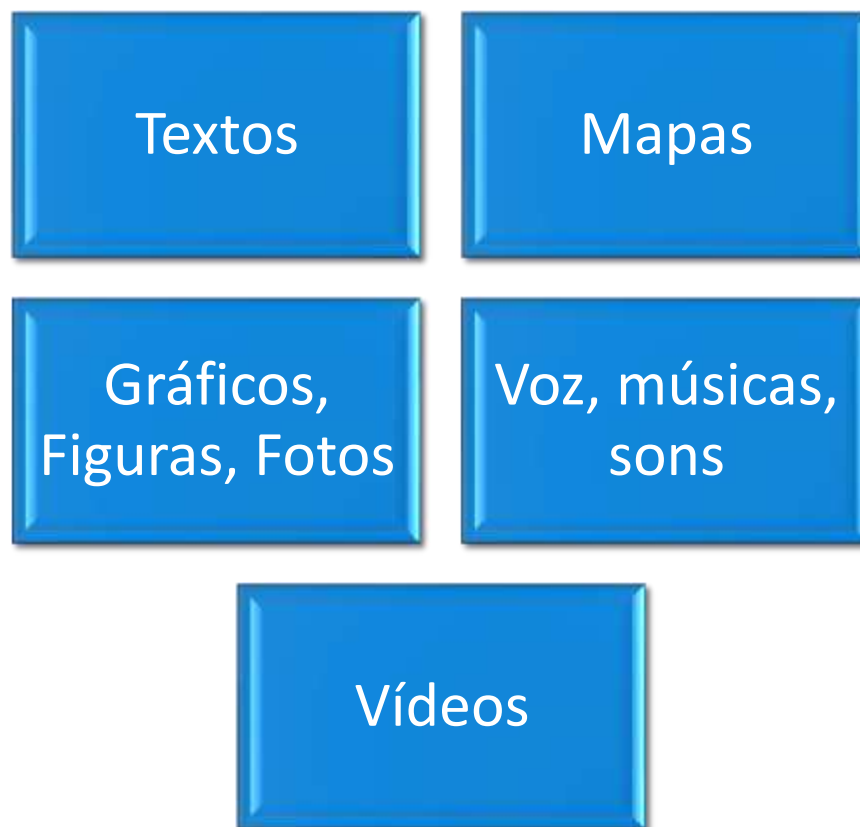 Textos
Mapas
Gráficos,
Figuras, Fotos
Voz, músicas,
sons
Vídeos